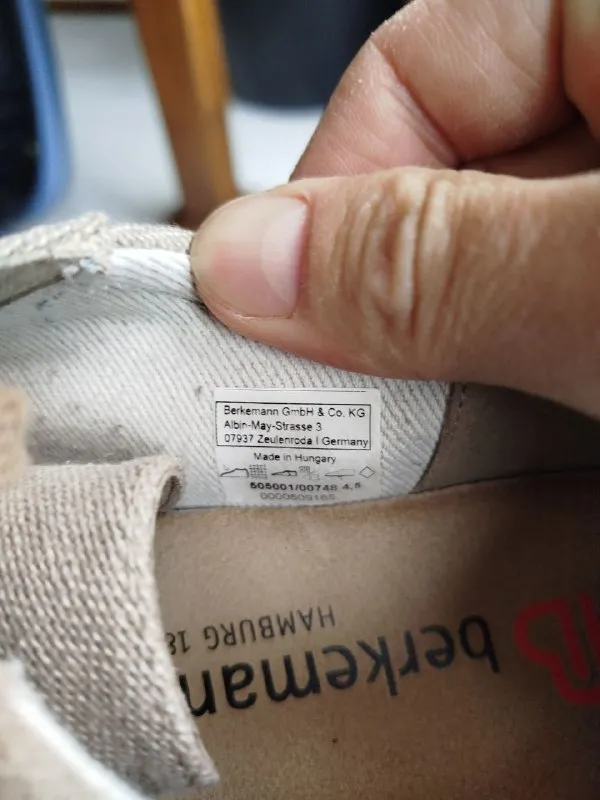 Berkemann GmbH & Co. KG
Albin-May-Strasse 3
07937 Zeulenroda | Germany
Made in Hungary
505001/00748 4,5
0000509165
berkeman
HAMBURG 18